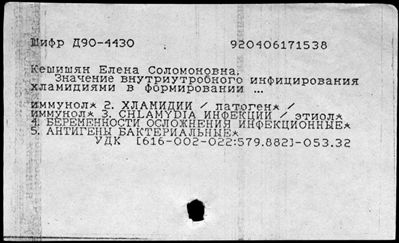 Шифр Д90-4430 920406171538
Кешишян Елена Соломоновна.
Значение внутриутробного инфицирования
хламидиями в формировании ...
иммунол* 2. ХЛАМИДИИ / патоген* /
иммунол* 3. CHLAMYDIA ИНФЕКЦИИ / этиол*
4. БЕРЕМЕННОСТИ ОСЛОЖНЕНИЯ ИНФЕКЦИОННЫЕ*
5. АНТИГЕНЫ БАКТЕРИАЛЬНЫЕ*
УДК [616-002-022:579.882]-053.32